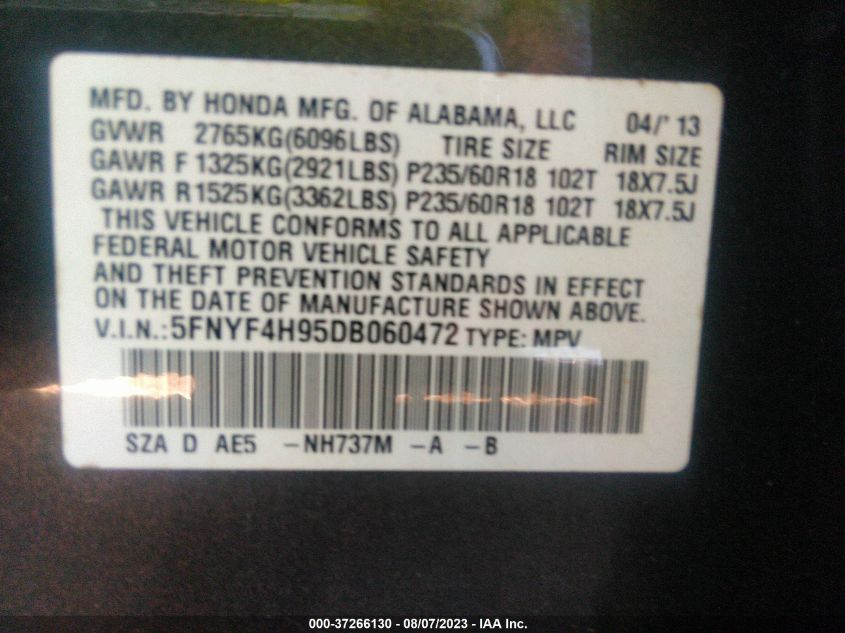 MFD. BY HONDA MFG. OF ALABAMA, LLC 04/'13
GVWR 2765KG(6096LBS) TIRE SIZE RIM SIZE
GAWR F 1325KG(2921LBS) P235/60R18 102T 18X7.5J
GAWR R1525KG(3362LBS) P235/60R18 102T 18X7.5J
THIS VEHICLE CONFORMS TO ALL APPLICABLE
FEDERAL MOTOR VEHICLE SAFETY
AND THEFT PREVENTION STANDARDS IN EFFECT
ON THE DATE OF MANUFACTURE SHOWN ABOVE.
V.I.N.:5FNYF4H95DB060472 TYPE: MPV
SZA D AE5 -NH737M -A -B
000-37266130 - 08/07/2023 - IAA Inc.